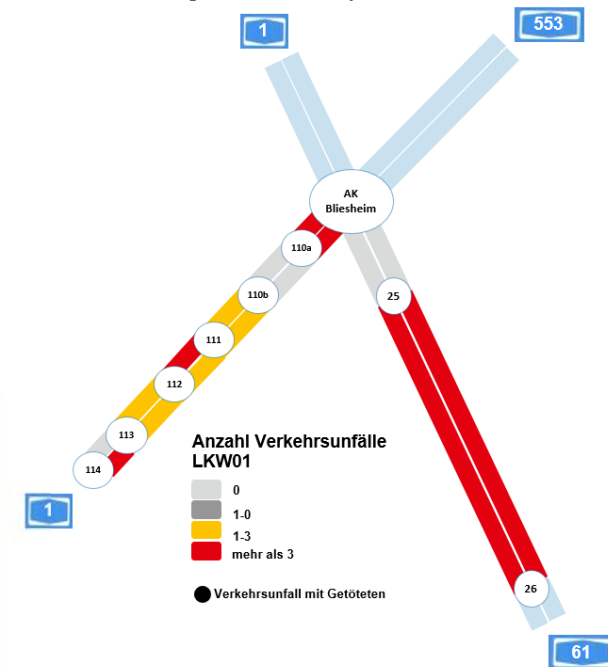 1
553
AK
Bliesheim
110a
110b
25
111
112
113
114
1
Anzahl Verkehrsunfälle
LKW01
0
1-0
1-3
mehr als 3
Verkehrsunfall mit Getöteten
26
61